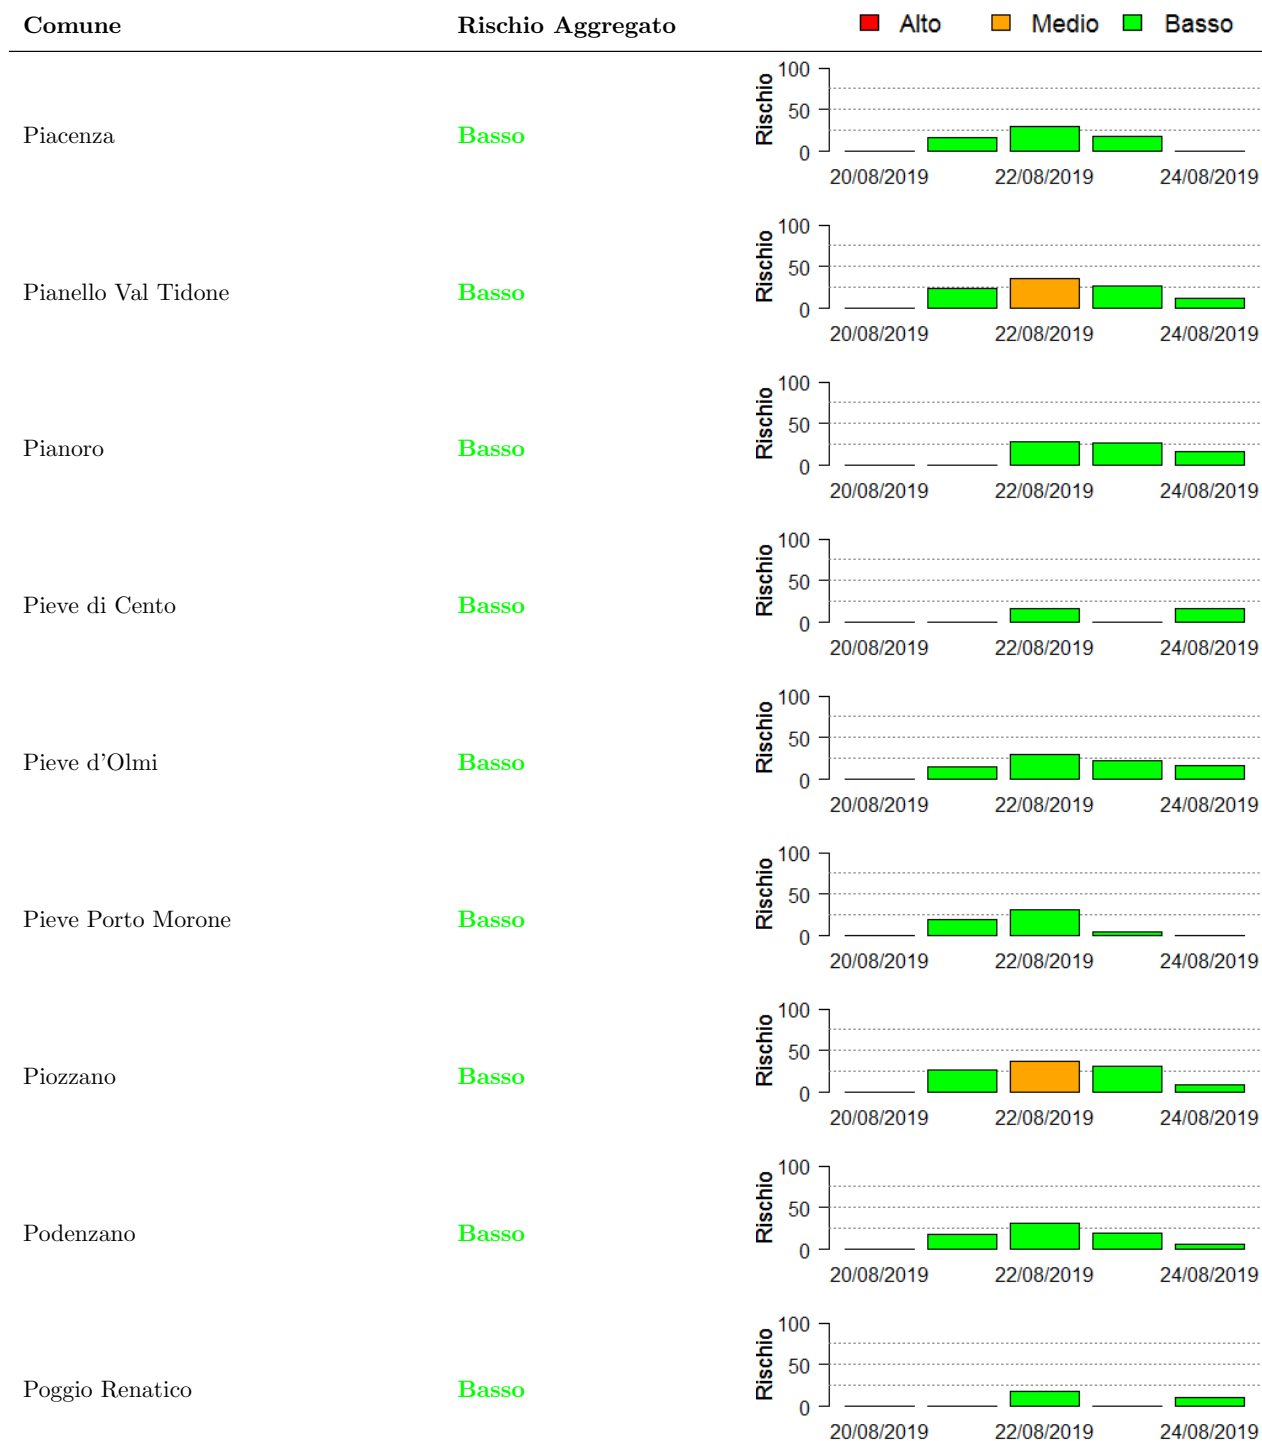 Comune Rischio Aggregato Alto Medio Basso
Piacenza Basso
Rischio
100
50
0
20/08/2019 22/08/2019 24/08/2019
Pianello Val Tidone Basso
Rischio
100
50
0
20/08/2019 22/08/2019 24/08/2019
Pianoro Basso
Rischio
100
50
0
20/08/2019 22/08/2019 24/08/2019
Pieve di Cento Basso
Rischio
100
50
0
20/08/2019 22/08/2019 24/08/2019
Pieve d'Olmi Basso
Rischio
100
50
0
20/08/2019 22/08/2019 24/08/2019
Pieve Porto Morone Basso
Rischio
100
50
0
20/08/2019 22/08/2019 24/08/2019
Piozzano Basso
Rischio
100
50
0
20/08/2019 22/08/2019 24/08/2019
Podenzano Basso
Rischio
100
50
0
20/08/2019 22/08/2019 24/08/2019
Poggio Renatico Basso
Rischio
100
50
0
20/08/2019 22/08/2019 24/08/2019